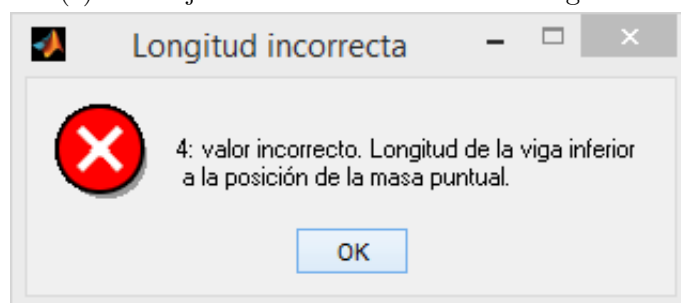 Longitud incorrecta
4: valor incorrecto. Longitud de la viga inferior
a la posición de la masa puntual.
OK